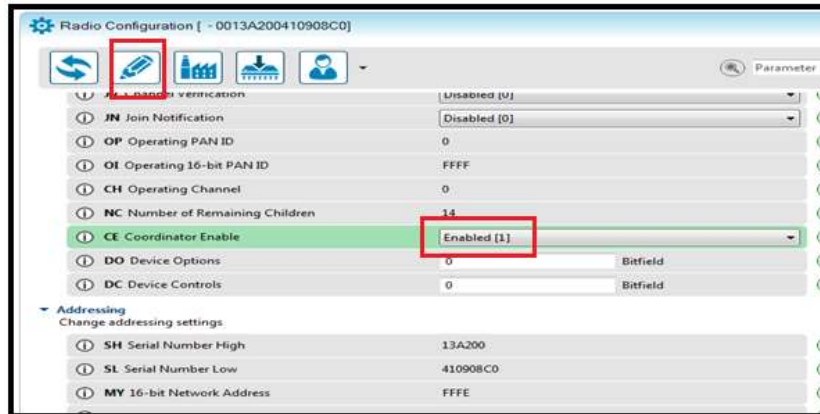 Radio Configuration [ - 0013A200410908C0]
Parameter
JV Channel Verification Disabled [0]
JN Join Notification Disabled [0]
OP Operating PAN ID 0
OI Operating 16-bit PAN ID FFFF
CH Operating Channel 0
NC Number of Remaining Children 14
CE Coordinator Enable Enabled [1]
DO Device Options 0 Bitfield
DC Device Controls 0 Bitfield
Addressing
Change addressing settings
SH Serial Number High 13A200
SL Serial Number Low 410908C0
MY 16-bit Network Address FFFE